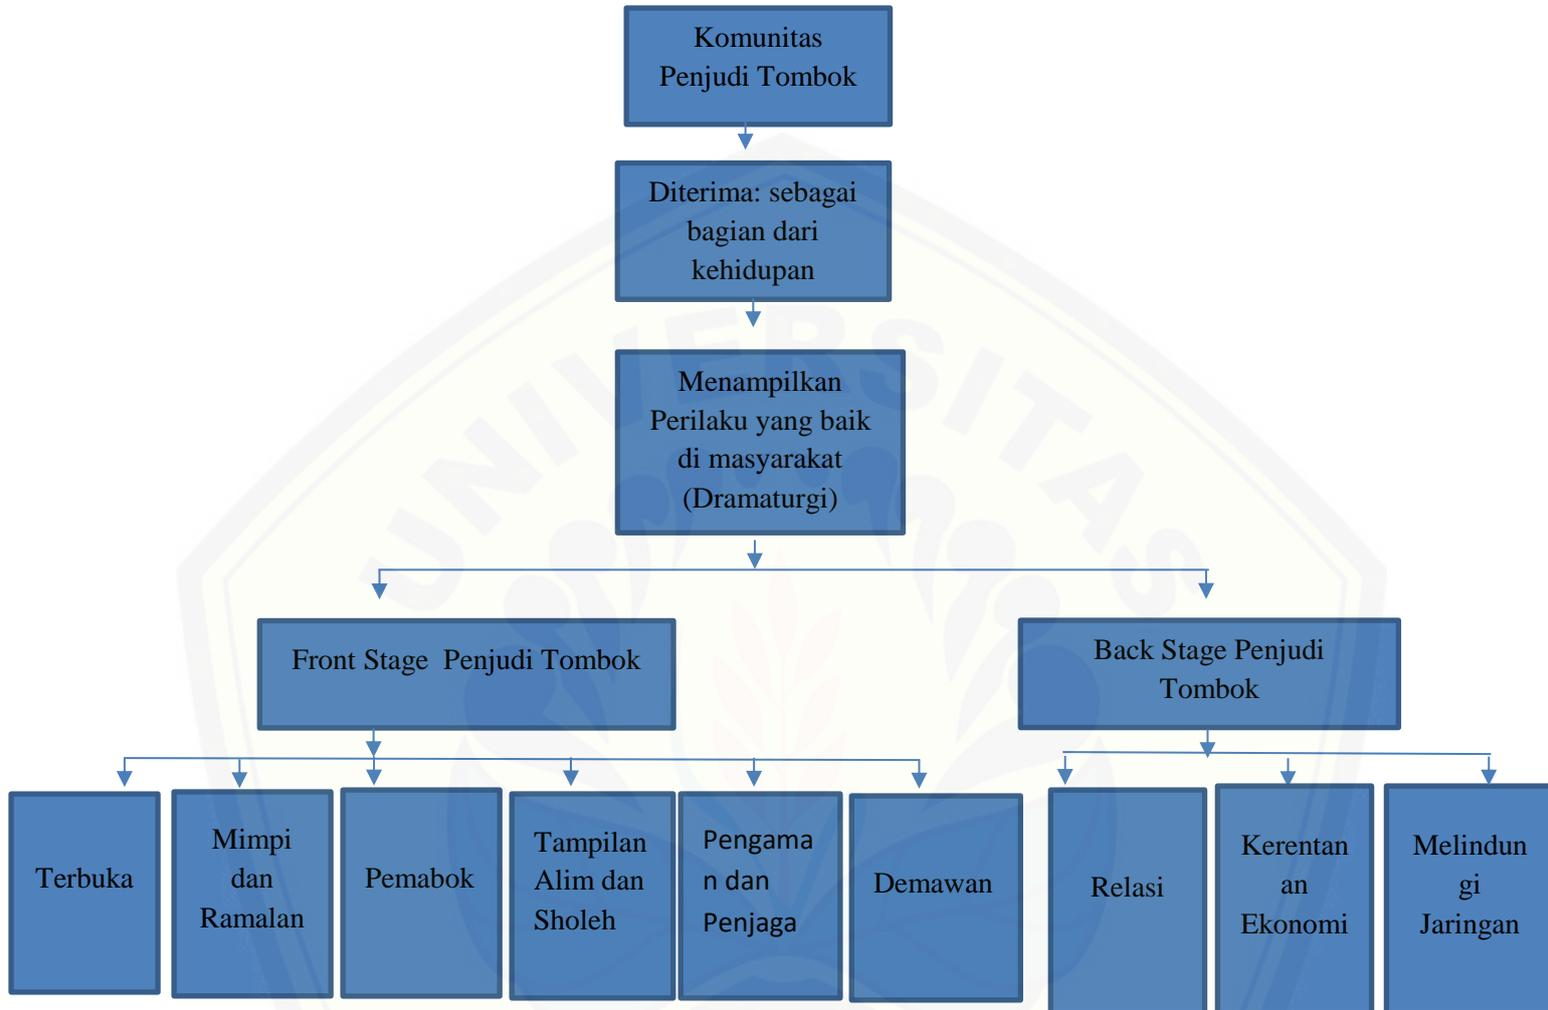 Komunitas
Penjudi Tombok
Diterima: sebagai
bagian dari
kehidupan
Menampilkan
Perilaku yang baik
di masyarakat
(Dramaturgi)
Front Stage  Penjudi Tombok
Back Stage Penjudi
Tombok
Terbuka
Mimpi
dan
Ramalan
Pemabok
Tampilan
Alim dan
Sholeh
Pengama
n dan
Penjaga
Demawan
Relasi
Kerentan
an
Ekonomi
Melindun
gi
Jaringan
UNIVERSITAS